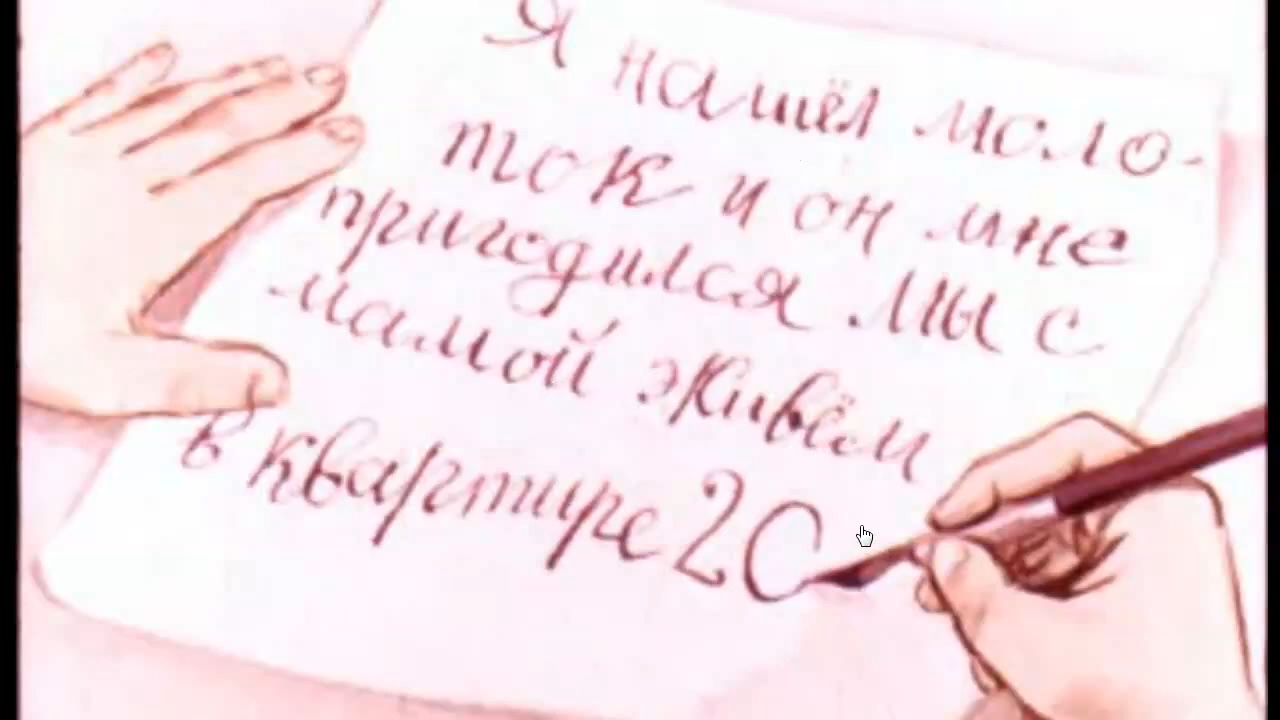 Я нашёл моло-
ток и он мне
пригодился. Мы с
мамой живём
в квартире 20